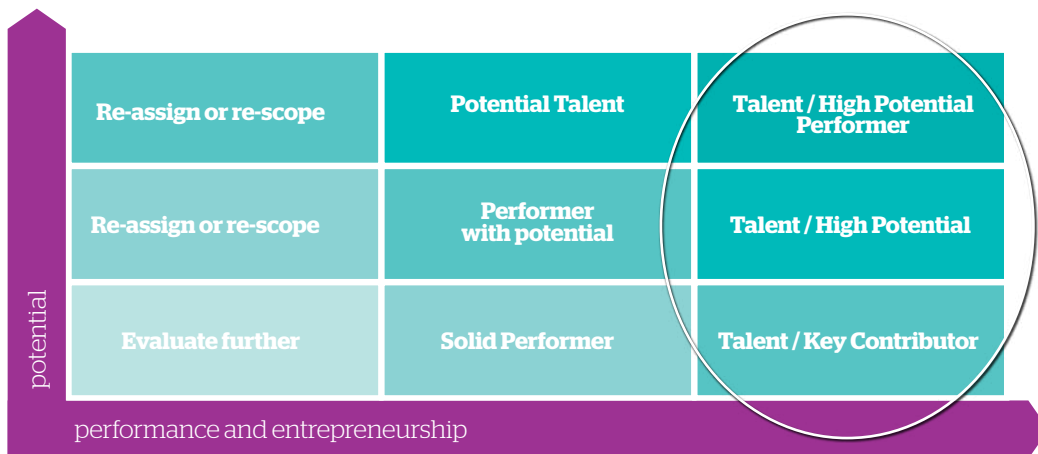 Re-assign or re-scope
Potential Talent
Talent / High Potential
Performer
Re-assign or re-scope
Performer
with potential
Talent / High Potential
Evaluate further
Solid Performer
Talent / Key Contributor
potential
performance and entrepreneurship